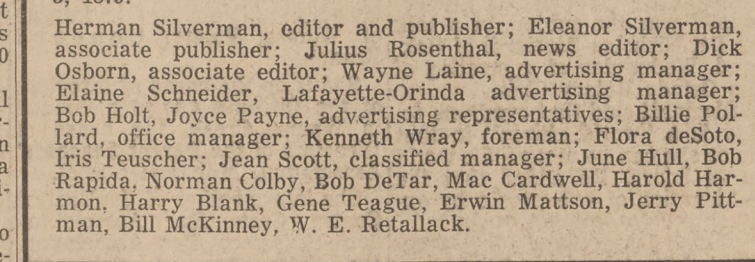 Herman Silverman, editor and publisher; Eleanor Silverman,
associate publisher; Julius Rosenthal, news editor; Dick
Osborn, associate editor; Wayne Laine, advertising manager;
Elaine Schneider, Lafayette-Orinda advertising manager;
Bob Holt, Joyce Payne, advertising representatives; Billie Pol-
lard, office manager; Kenneth Wray, foreman; Flora deSoto,
Iris Teuscher; Jean Scott, classified manager; June Hull, Bob
Rapida, Norman Colby, Bob DeTar, Mac Cardwell, Harold Har-
mon, Harry Blank, Gene Teague, Erwin Mattson, Jerry Pitt-
man, Bill McKinney, W. E. Retallack.